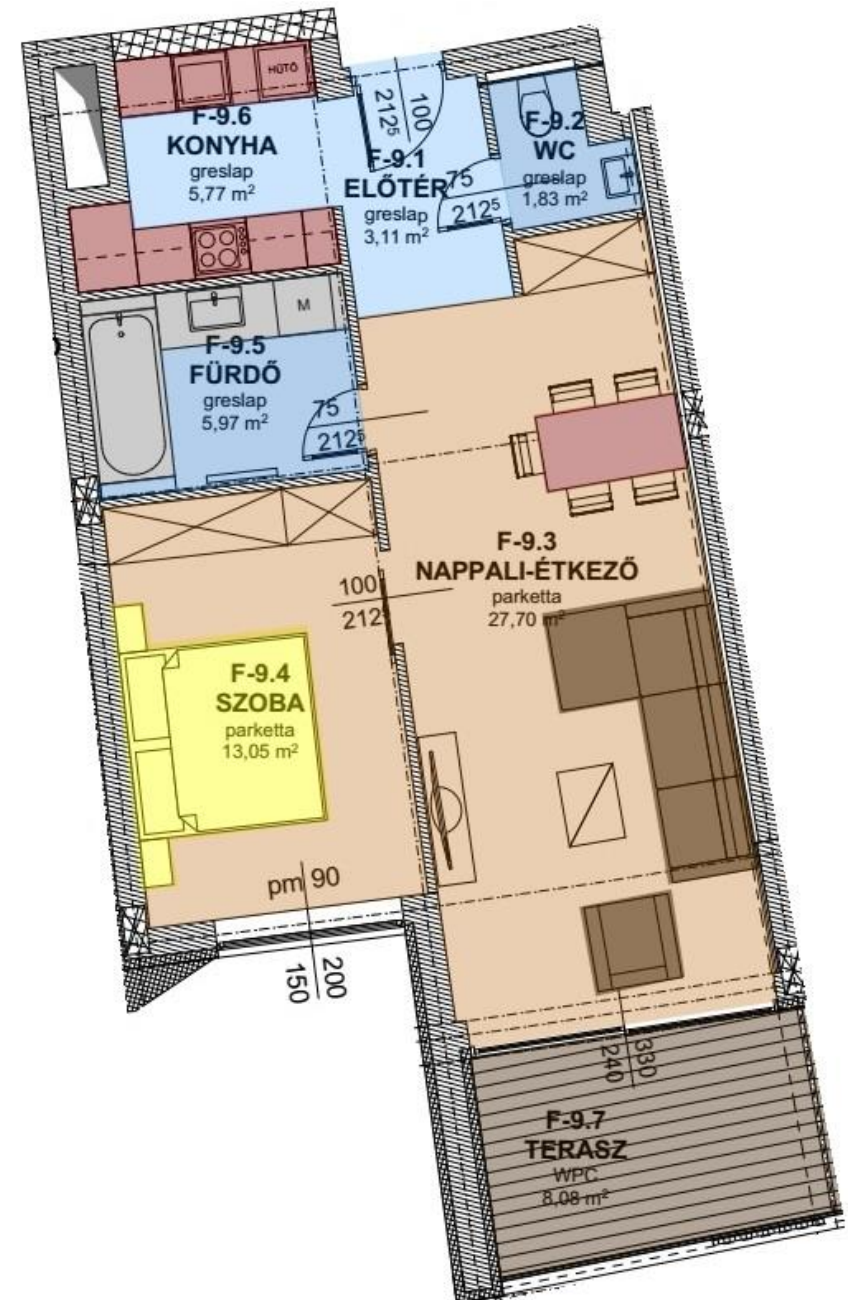 HŰTŐ
F-9.6
KONYHA
greslap
5,77 m²
100
212⁵
F-9.1
ELŐTÉR
greslap
3,11 m²
F-9.2
WC
greslap
1,83 m²
75
212⁵
M
F-9.5
FÜRDŐ
greslap
5,97 m²
75
212⁵
F-9.3
NAPPALI-ÉTKEZŐ
parketta
27,70 m²
100
212⁵
F-9.4
SZOBA
parketta
13,05 m²
pm 90
200
150
330
240
F-9.7
TERASZ
WPC
8,08 m²